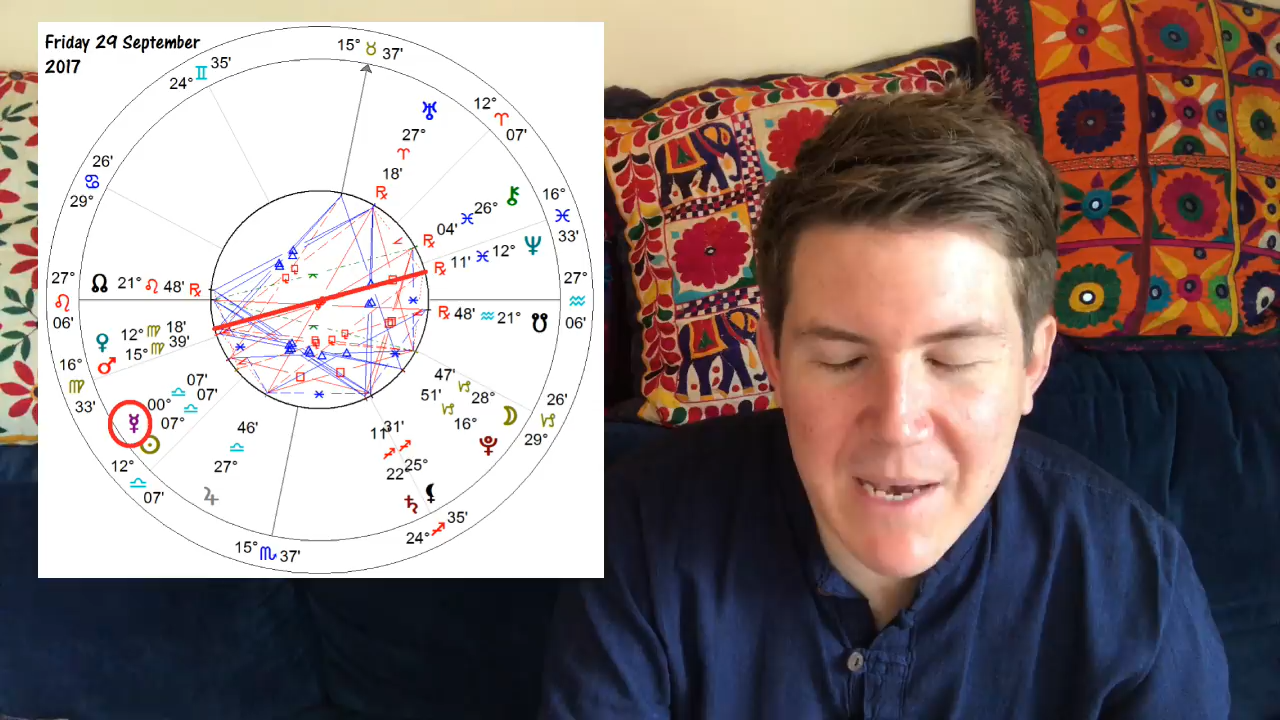 Friday 29 September
2017
15° ♉ 37'
24° ♊ 35'
12° ♈ 07'
27° ♈ 18' ℞
26' ♋ 29°
04' ♓ 26° ℞
16° ♓ 33'
11' ♓ 12° ℞
27° ♌ 06'
21° ♌ 48' ℞
27° ♒ 06'
℞ 48' ♒ 21°
12° ♍ 18'
15° ♍ 39'
16° ♍ 33'
00° ♎ 07'
07° ♎ 07'
47' ♑ 28°
51' ♑ 16°
26' ♑ 29°
12° ♎ 07'
46' ♎ 27°
11' ♐ 22°
31' ♐ 25°
24° ♐ 35'
15° ♏ 37'